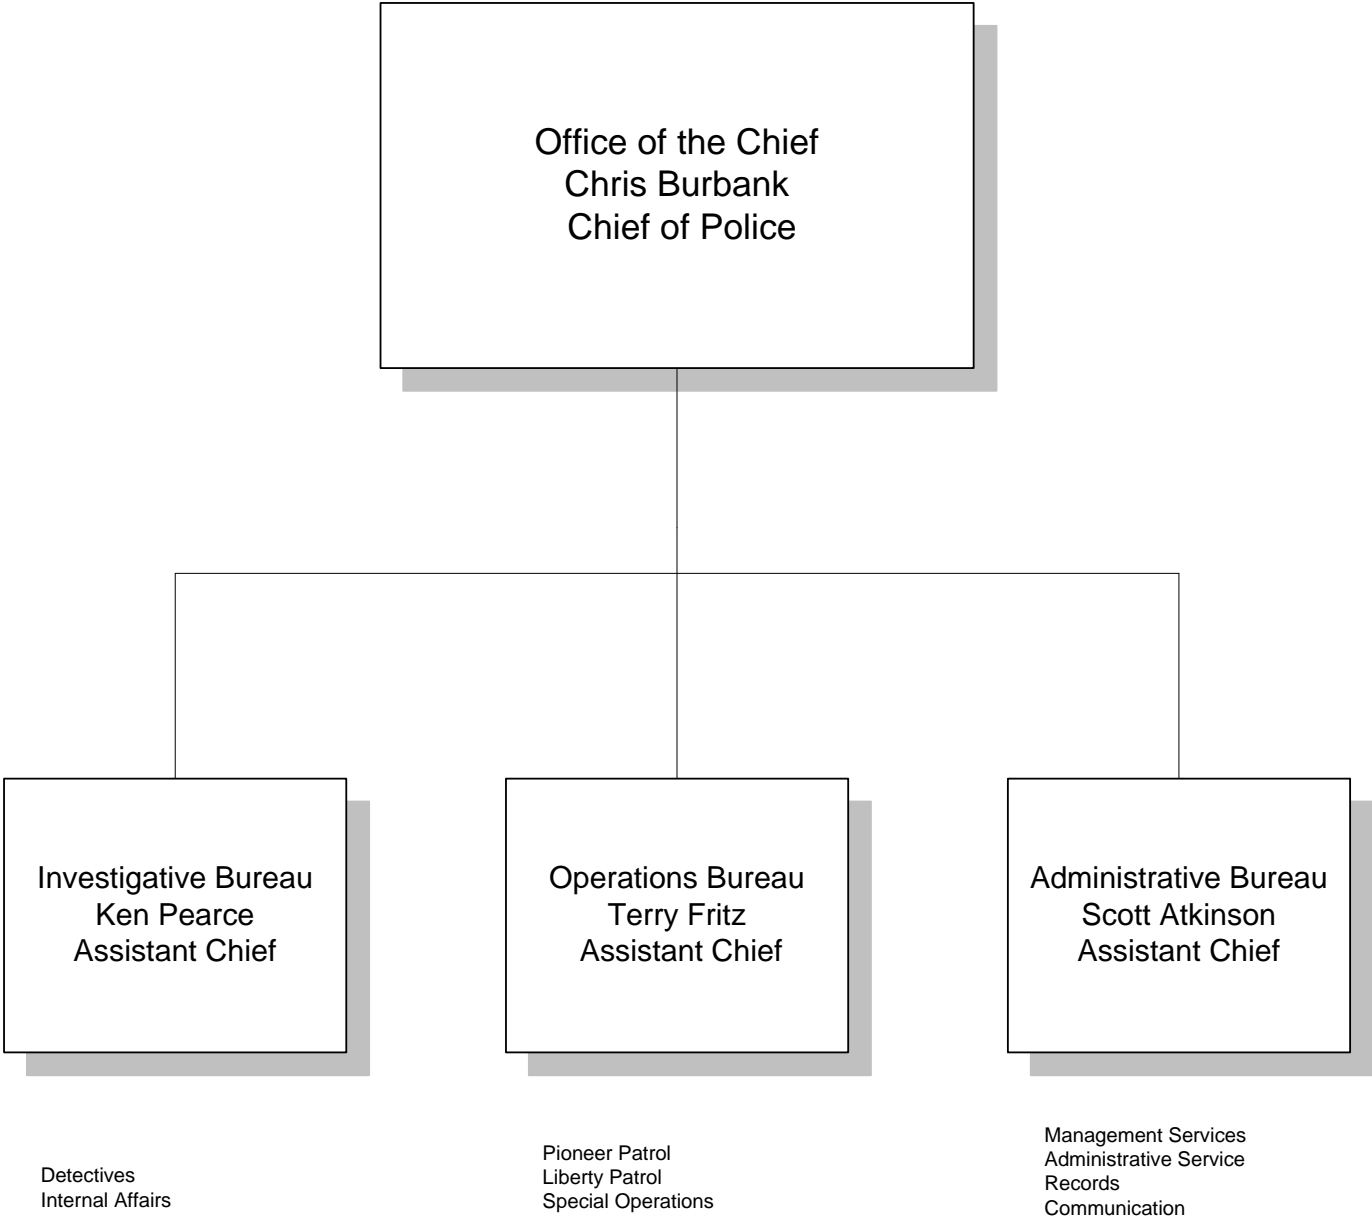 Office of the Chief
Chris Burbank
Chief of Police
Investigative Bureau
Ken Pearce
Assistant Chief
Operations Bureau
Terry Fritz
Assistant Chief
Administrative Bureau
Scott Atkinson
Assistant Chief
Detectives
Internal Affairs
Pioneer Patrol
Liberty Patrol
Special Operations
Management Services
Administrative Service
Records
Communication